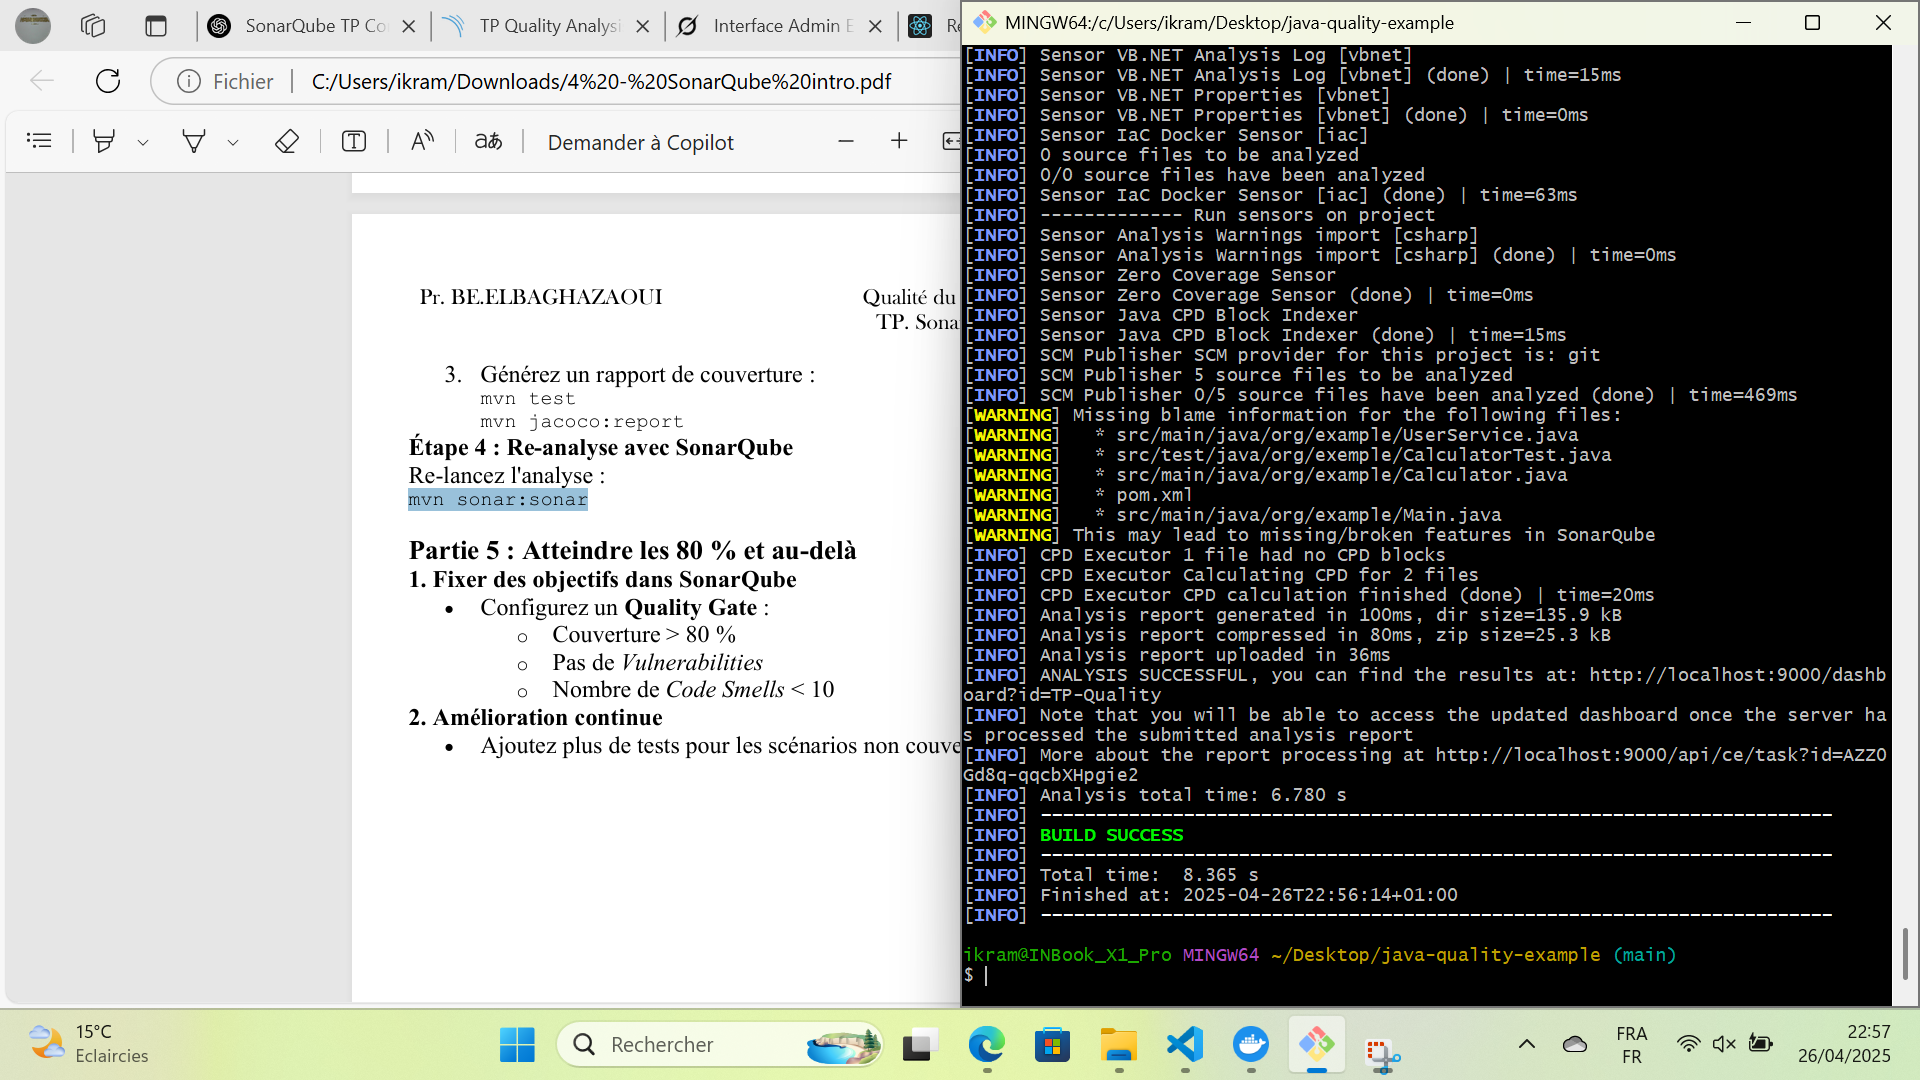 SonarQube TP Co
TP Quality Analysi
Interface Admin E
Re
Fichier
C:/Users/ikram/Downloads/4%20-%20SonarQube%20intro.pdf
Demander à Copilot
Pr. BE.ELBAGHAZAOUI
Qualité du
TP. Sona
3. Générez un rapport de couverture :
mvn test
mvn jacoco:report
Étape 4 : Re-analyse avec SonarQube
Re-lancez l'analyse :
mvn sonar:sonar
Partie 5 : Atteindre les 80 % et au-delà
1. Fixer des objectifs dans SonarQube
• Configurez un Quality Gate :
o Couverture > 80 %
o Pas de Vulnerabilities
o Nombre de Code Smells < 10
2. Amélioration continue
• Ajoutez plus de tests pour les scénarios non couve
MINGW64:/c/Users/ikram/Desktop/java-quality-example
[INFO] Sensor VB.NET Analysis Log [vbnet]
[INFO] Sensor VB.NET Analysis Log [vbnet] (done) | time=15ms
[INFO] Sensor VB.NET Properties [vbnet]
[INFO] Sensor VB.NET Properties [vbnet] (done) | time=0ms
[INFO] Sensor IaC Docker Sensor [iac]
[INFO] 0 source files to be analyzed
[INFO] 0/0 source files have been analyzed
[INFO] Sensor IaC Docker Sensor [iac] (done) | time=63ms
[INFO] ------------- Run sensors on project
[INFO] Sensor Analysis Warnings import [csharp]
[INFO] Sensor Analysis Warnings import [csharp] (done) | time=0ms
[INFO] Sensor Zero Coverage Sensor
[INFO] Sensor Zero Coverage Sensor (done) | time=0ms
[INFO] Sensor Java CPD Block Indexer
[INFO] Sensor Java CPD Block Indexer (done) | time=15ms
[INFO] SCM Publisher SCM provider for this project is: git
[INFO] SCM Publisher 5 source files to be analyzed
[INFO] SCM Publisher 0/5 source files have been analyzed (done) | time=469ms
[WARNING] Missing blame information for the following files:
[WARNING]   * src/main/java/org/example/UserService.java
[WARNING]   * src/test/java/org/exemple/CalculatorTest.java
[WARNING]   * src/main/java/org/example/Calculator.java
[WARNING]   * pom.xml
[WARNING]   * src/main/java/org/example/Main.java
[WARNING] This may lead to missing/broken features in SonarQube
[INFO] CPD Executor 1 file had no CPD blocks
[INFO] CPD Executor Calculating CPD for 2 files
[INFO] CPD Executor CPD calculation finished (done) | time=20ms
[INFO] Analysis report generated in 100ms, dir size=135.9 kB
[INFO] Analysis report compressed in 80ms, zip size=25.3 kB
[INFO] Analysis report uploaded in 36ms
[INFO] ANALYSIS SUCCESSFUL, you can find the results at: http://localhost:9000/dashb
oard?id=TP-Quality
[INFO] Note that you will be able to access the updated dashboard once the server ha
s processed the submitted analysis report
[INFO] More about the report processing at http://localhost:9000/api/ce/task?id=AZZ0
Gd8q-qqcbXHpgie2
[INFO] Analysis total time: 6.780 s
[INFO] ------------------------------------------------------------------------
[INFO] BUILD SUCCESS
[INFO] ------------------------------------------------------------------------
[INFO] Total time:  8.365 s
[INFO] Finished at: 2025-04-26T22:56:14+01:00
[INFO] ------------------------------------------------------------------------
ikram@INBook_X1_Pro MINGW64 ~/Desktop/java-quality-example (main)
$
15°C
Eclaircies
Rechercher
FRA
FR
22:57
26/04/2025